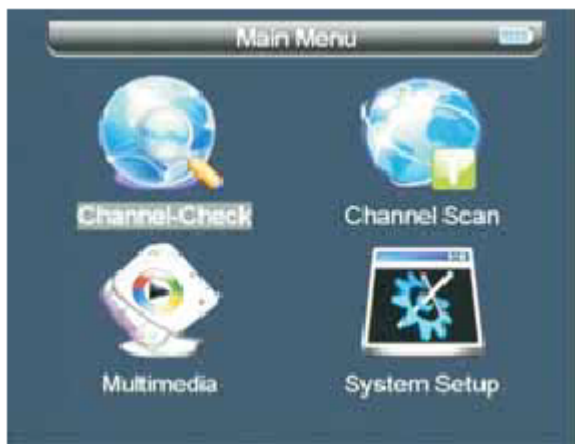 Main Menu
Channel-Check
Channel Scan
Multimedia
System Setup